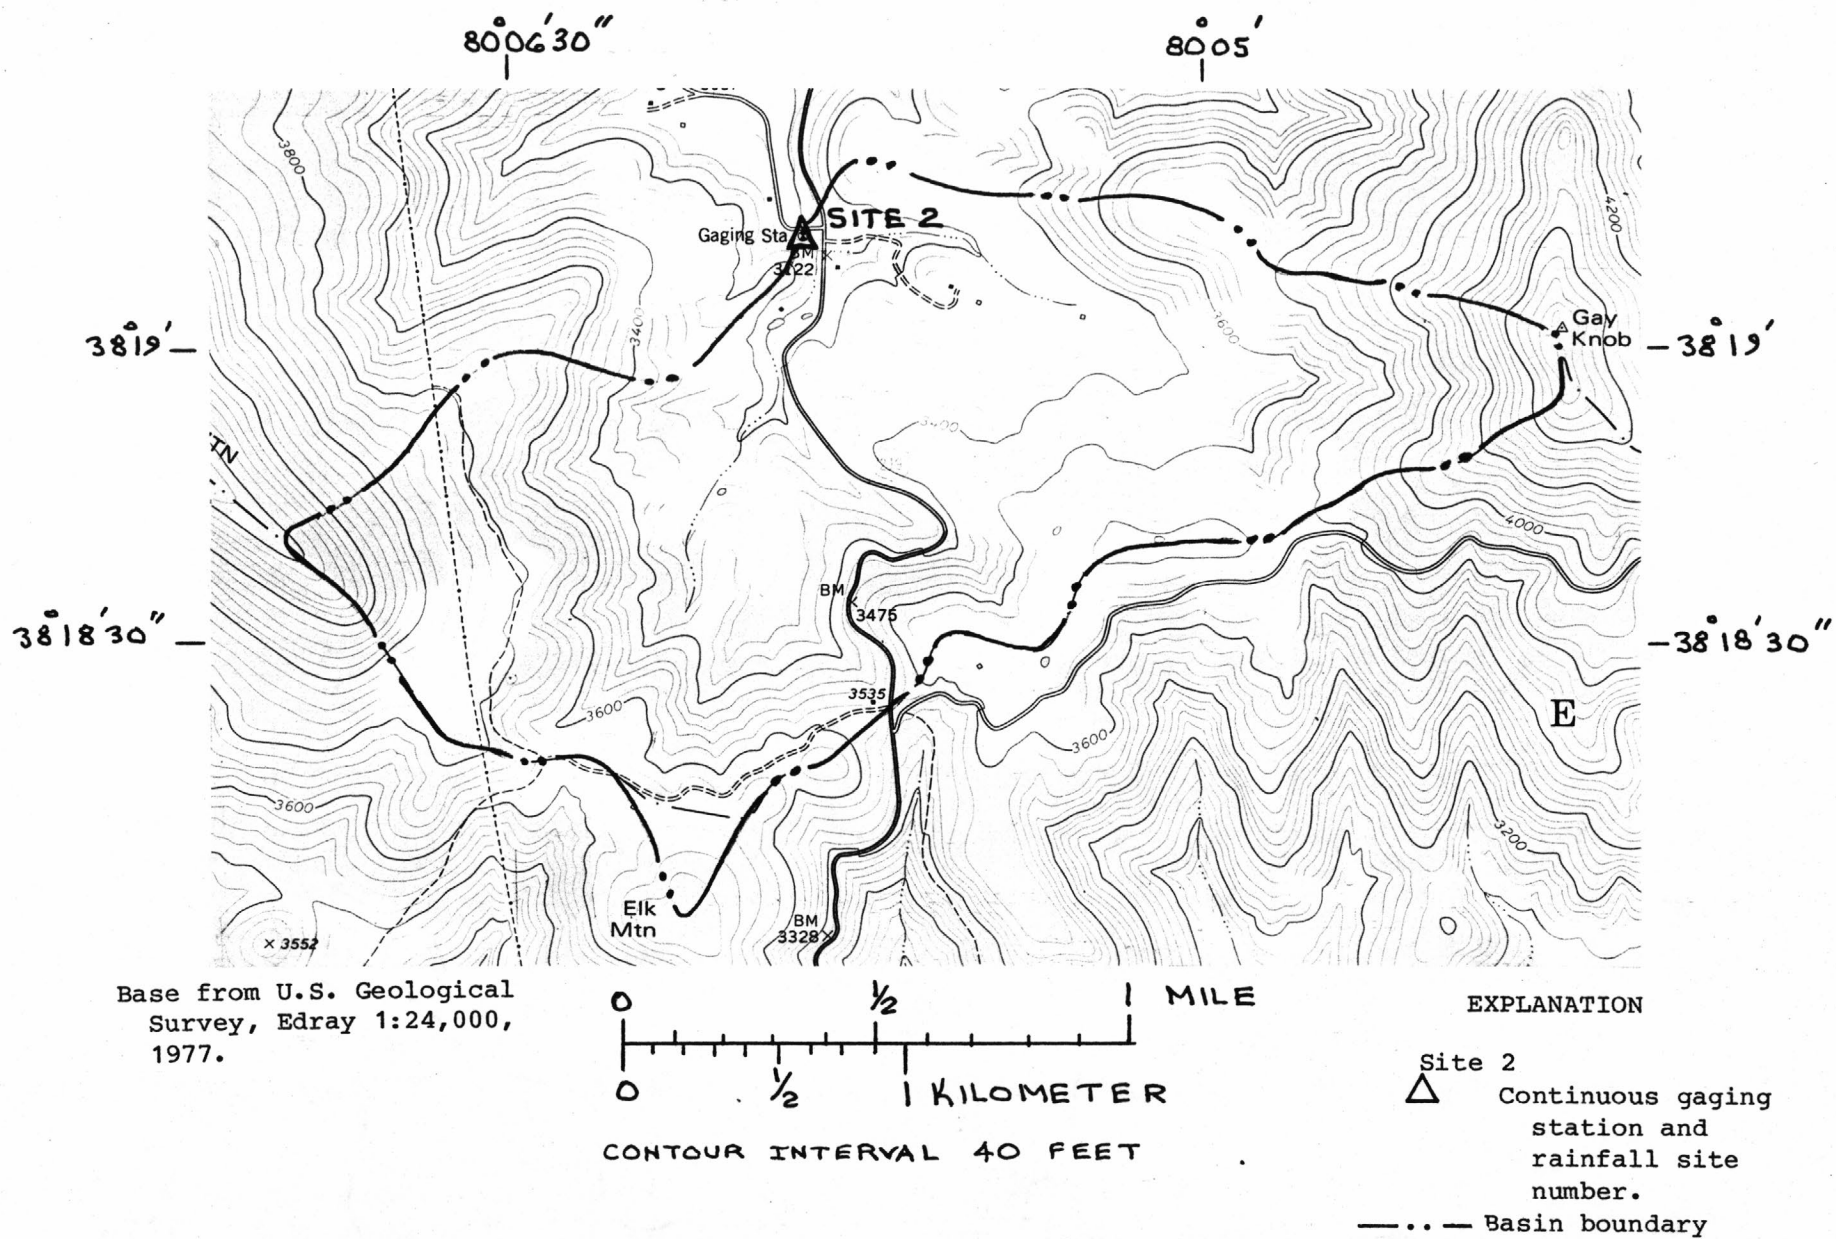 80°06'30"
80°05'
3800
4200
SITE 2
Gaging Sta
BM
3122
3400
3600
Gay
Knob
38°19'
38°19'
TN
3400
4000
BM
3475
38°18'30"
38°18'30"
3535
3600
3600
E
3600
3200
Elk
Mtn
BM
3328
× 3552
Base from U.S. Geological
Survey, Edray 1:24,000,
1977.
0 1/2 1 MILE
0 1/2 1 KILOMETER
CONTOUR INTERVAL 40 FEET
EXPLANATION
Site 2
Continuous gaging
station and
rainfall site
number.
Basin boundary